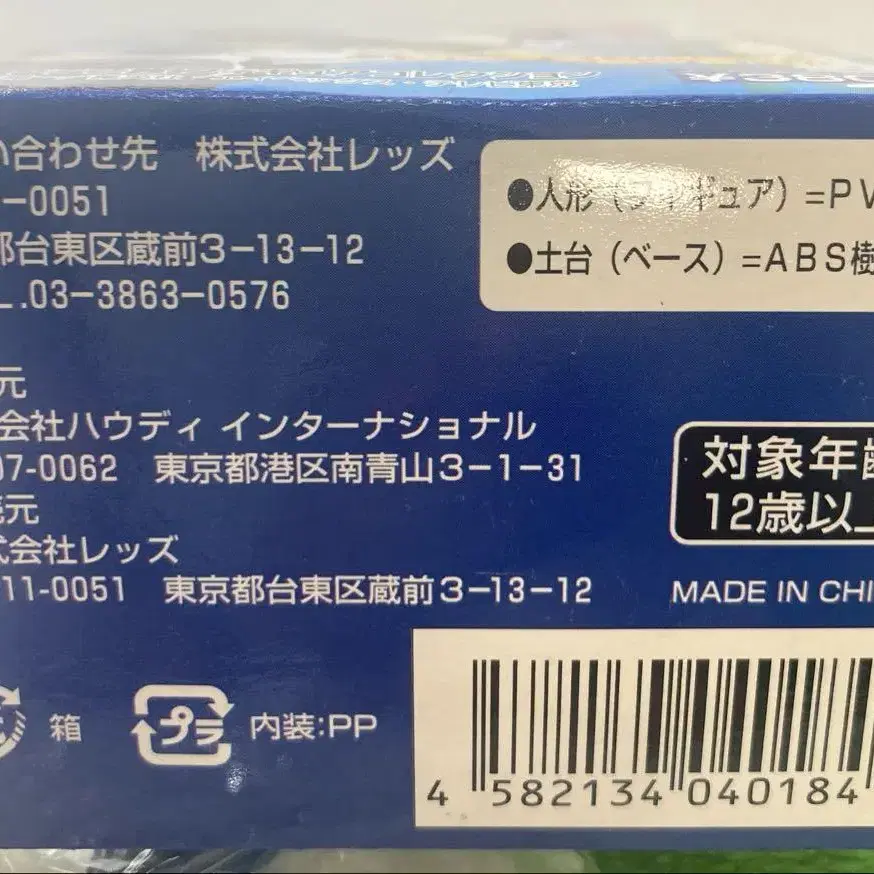 い合わせ先　株式会社レッズ
-0051
都台東区蔵前3-13-12
L.03-3863-0576
元
会社ハウディ インターナショナル
07-0062　東京都港区南青山3-1-31
元
式会社レッズ
11-0051　東京都台東区蔵前3-13-12
箱
プラ 内装:PP
●人形（フィギュア）=PV
●土台（ベース）=ABS樹
対象年齢
12歳以上
MADE IN CHI
4 582134 040184